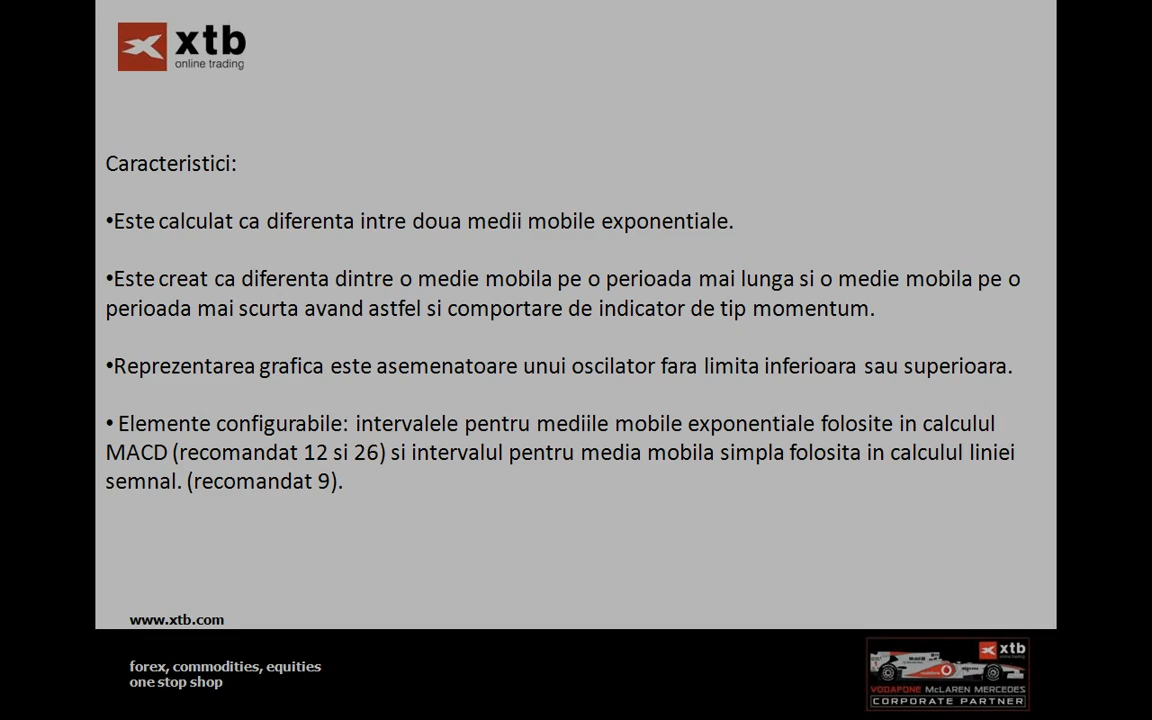 xtb
online trading
Caracteristici:
•Este calculat ca diferenta intre doua medii mobile exponentiale.
•Este creat ca diferenta dintre o medie mobila pe o perioada mai lunga si o medie mobila pe o
perioada mai scurta avand astfel si comportare de indicator de tip momentum.
•Reprezentarea grafica este asemenatoare unui oscilator fara limita inferioara sau superioara.
• Elemente configurabile: intervalele pentru mediile mobile exponentiale folosite in calculul
MACD (recomandat 12 si 26) si intervalul pentru media mobila simpla folosita in calculul liniei
semnal. (recomandat 9).
www.xtb.com
forex, commodities, equities
one stop shop
xtb
VODAFONE McLAREN MERCEDES
CORPORATE PARTNER